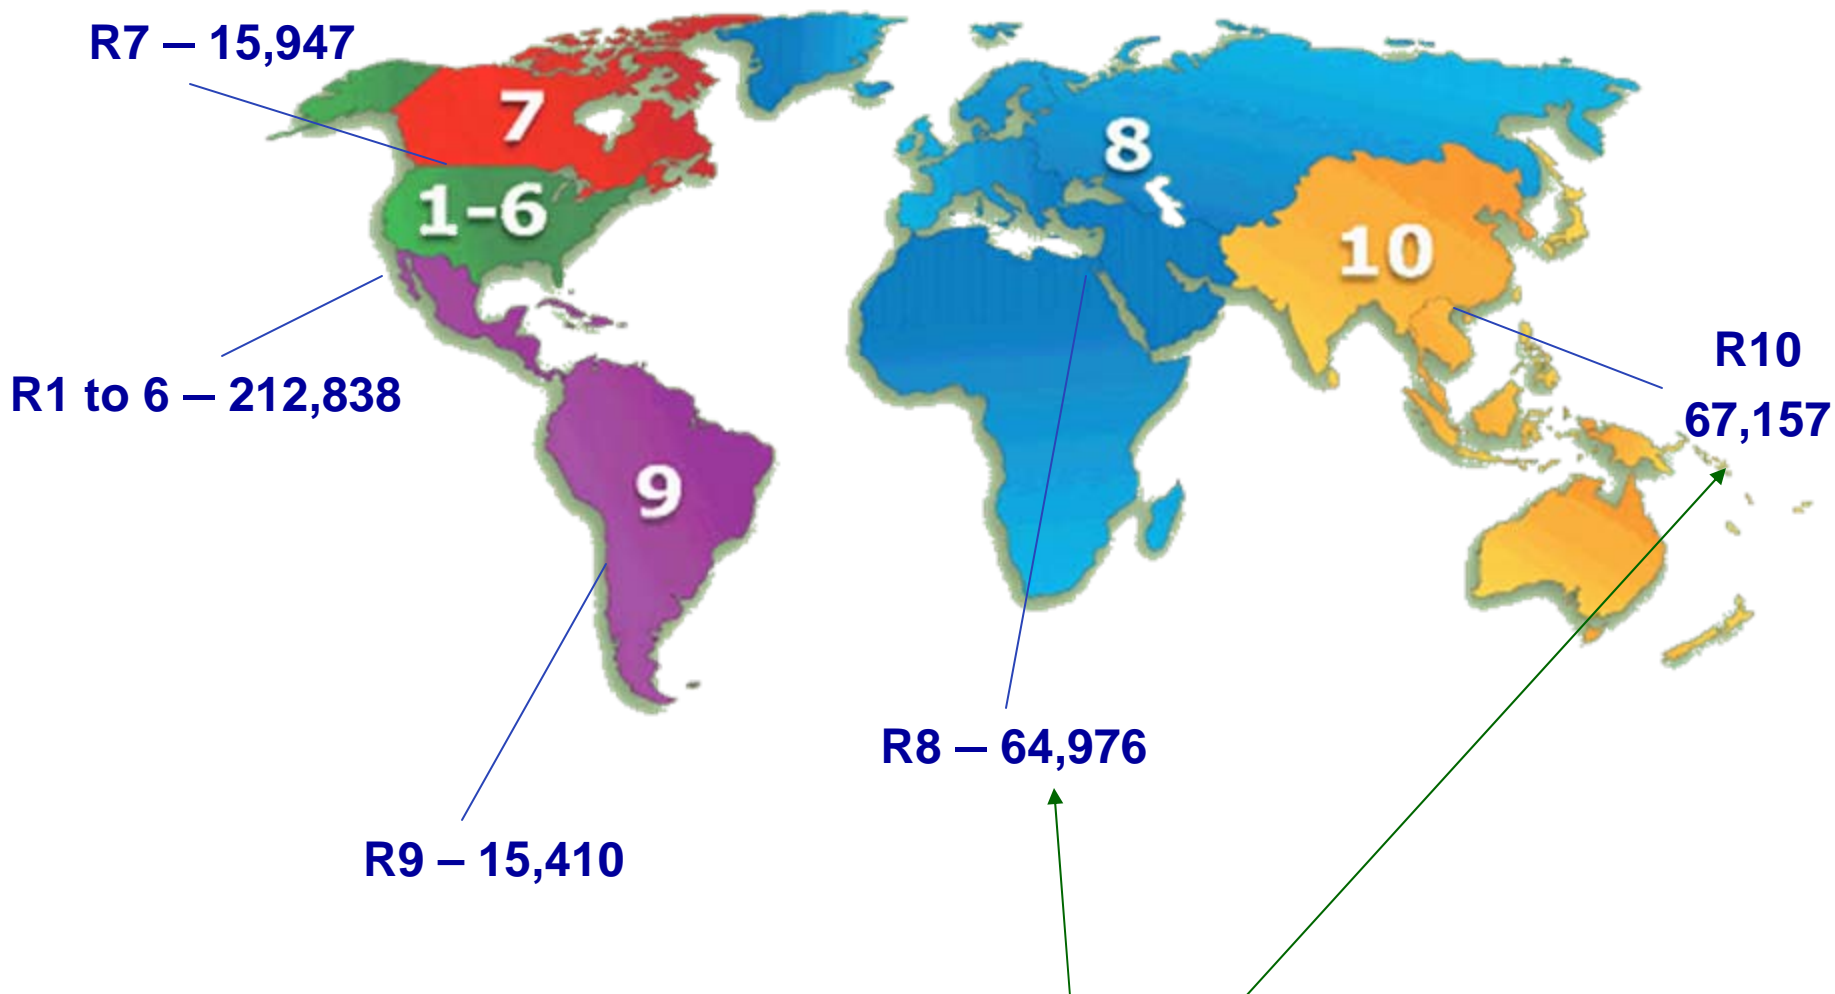 R7 – 15,947
7
8
1-6
10
R10
67,157
R1 to 6 – 212,838
9
R8 – 64,976
R9 – 15,410